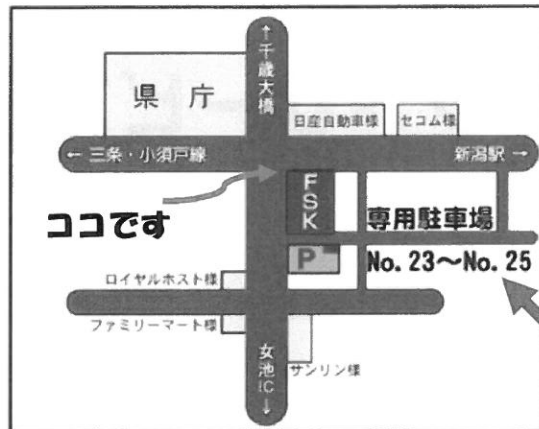 ↑千歳大橋
県庁
日産自動車様
セコム様
← 三条・小須戸線
新潟駅 →
FSK
ココです
専用駐車場
P
No. 23～No. 25
ロイヤルホスト様
ファミリーマート様
女池IC↓
サンリン様